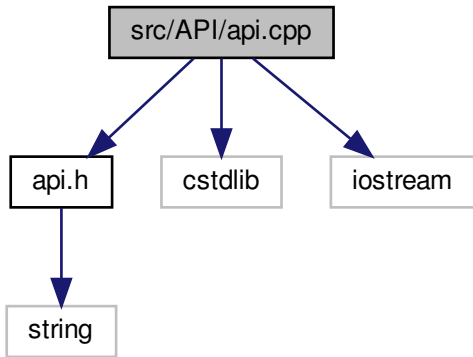 src/API/api.cpp
api.h
cstdlib
iostream
string